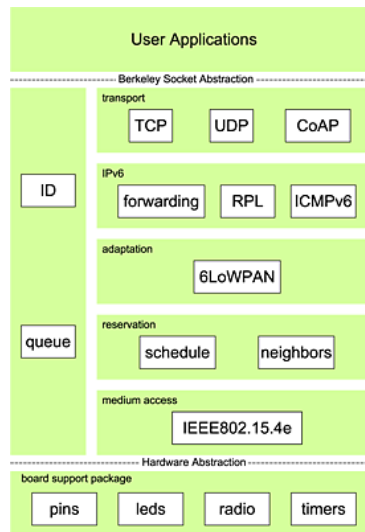 User Applications
Berkeley Socket Abstraction
transport
TCP UDP CoAP
ID
IPv6
forwarding RPL ICMPv6
adaptation
6LoWPAN
queue
reservation
schedule neighbors
medium access
IEEE802.15.4e
Hardware Abstraction
board support package
pins leds radio timers